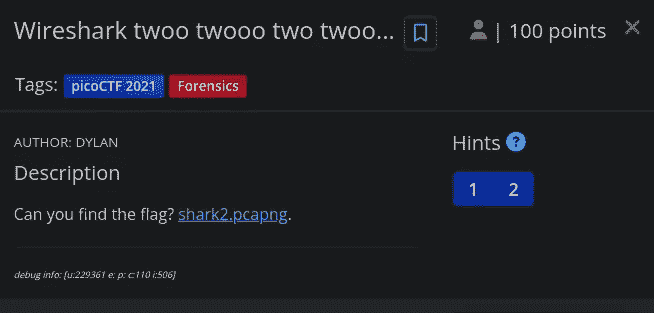 Wireshark twoo twooo two twoo... | 100 points ×
Tags: picoCTF 2021 Forensics
AUTHOR: DYLAN
Hints ?
Description
1 2
Can you find the flag? shark2.pcapng.
debug info: [u:229361 e: p: c:110 i:506]